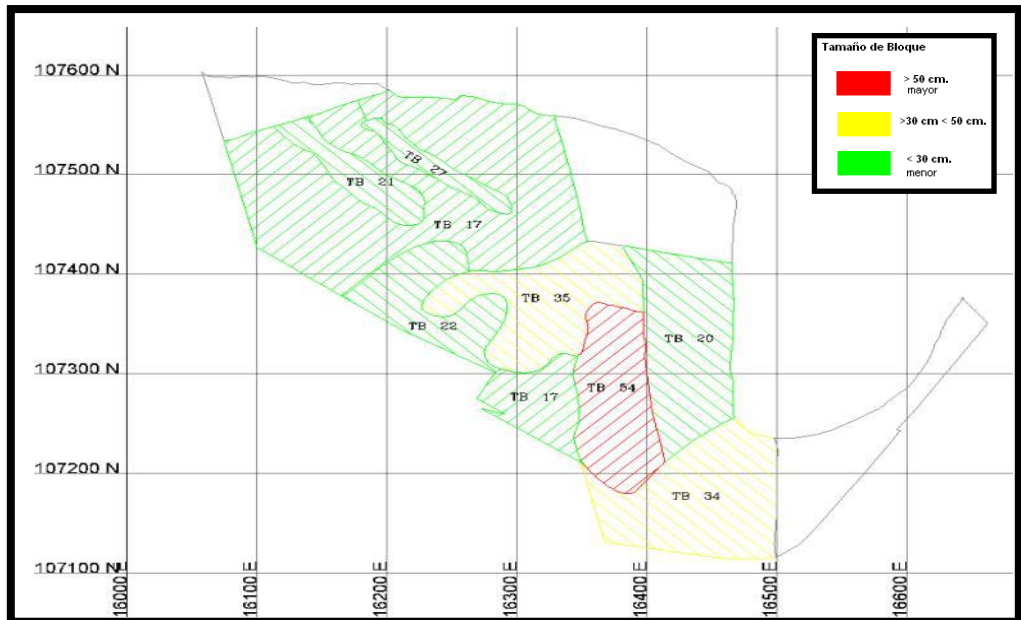 Tamaño de Bloque
> 50 cm.
mayor
>30 cm < 50 cm.
< 30 cm.
menor
107600 N
107500 N
107400 N
107300 N
107200 N
107100 N
TB 27
TB 21
TB 17
TB 35
TB 22
TB 20
TB 54
TB 17
TB 34
16000 E
16100 E
16200 E
16300 E
16400 E
16500 E
16600 E